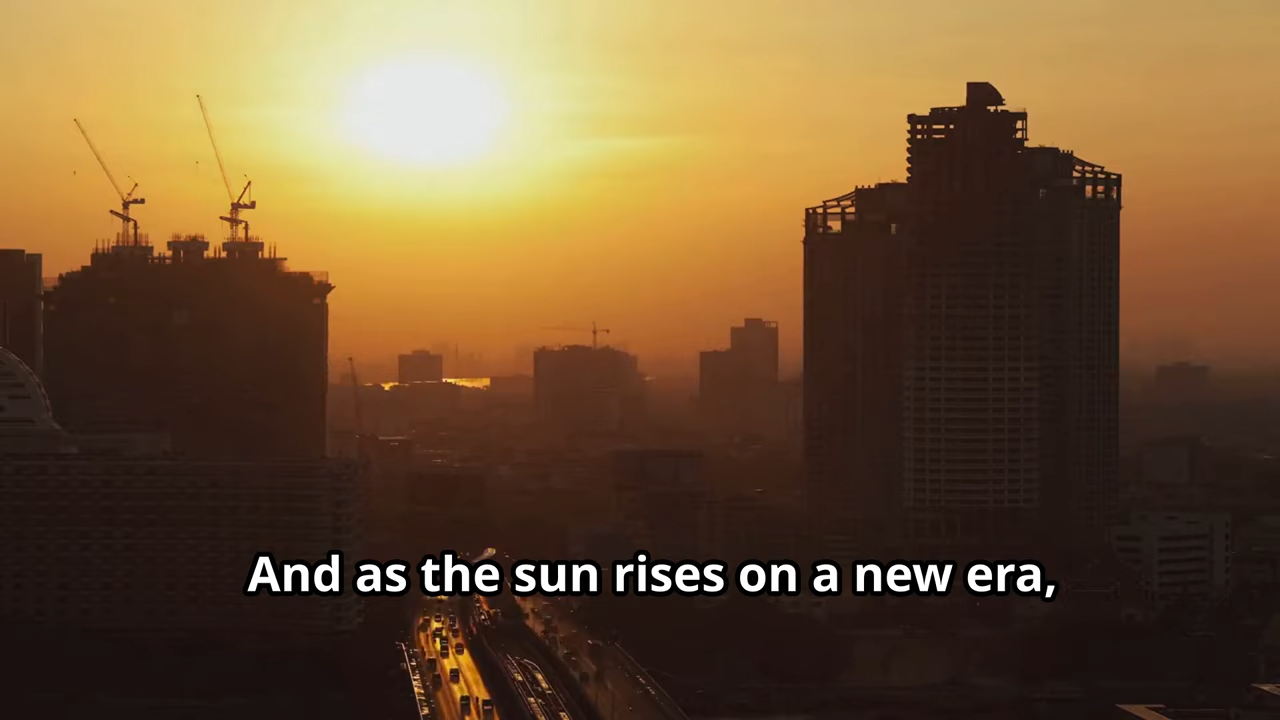 And as the sun rises on a new era,